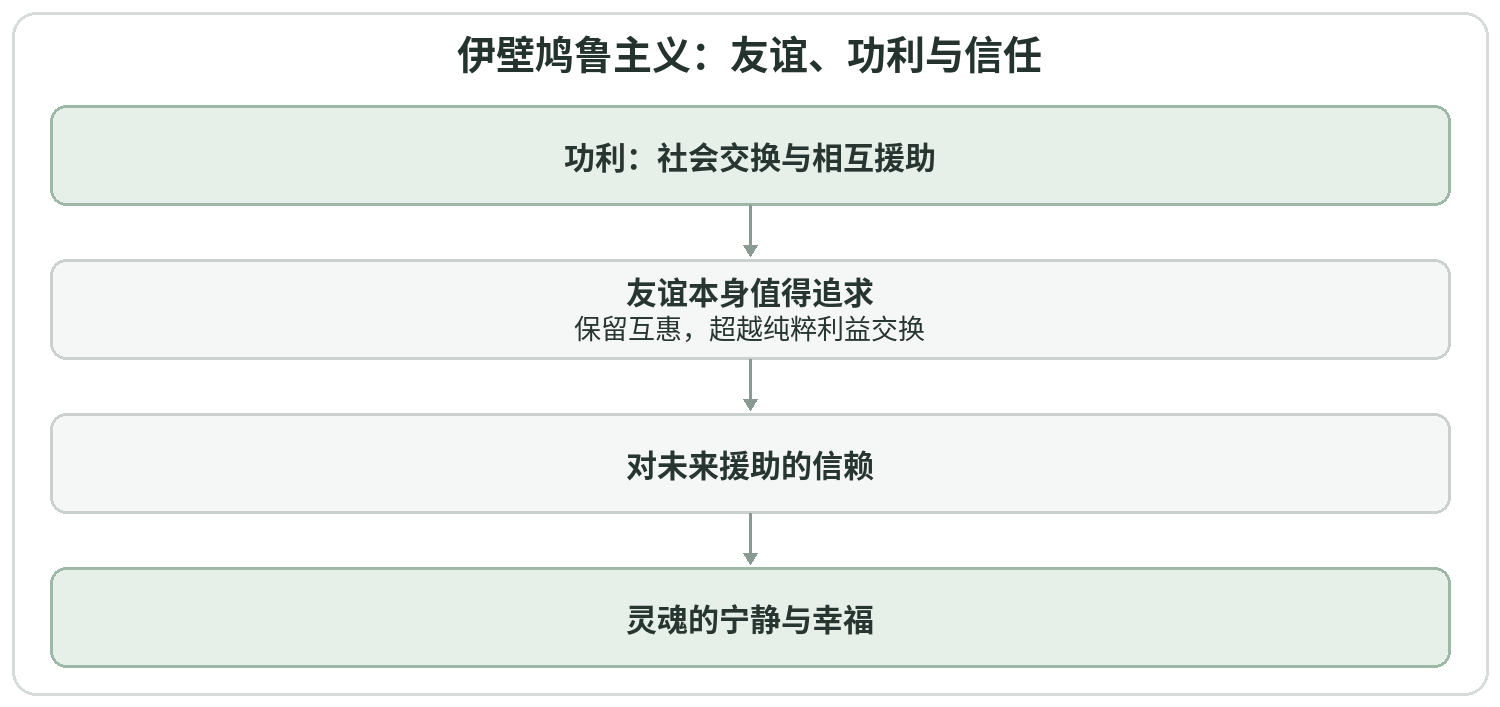 伊壁鸠鲁主义：友谊、功利与信任
功利：社会交换与相互援助
友谊本身值得追求
保留互惠，超越纯粹利益交换
对未来援助的信赖
灵魂的宁静与幸福